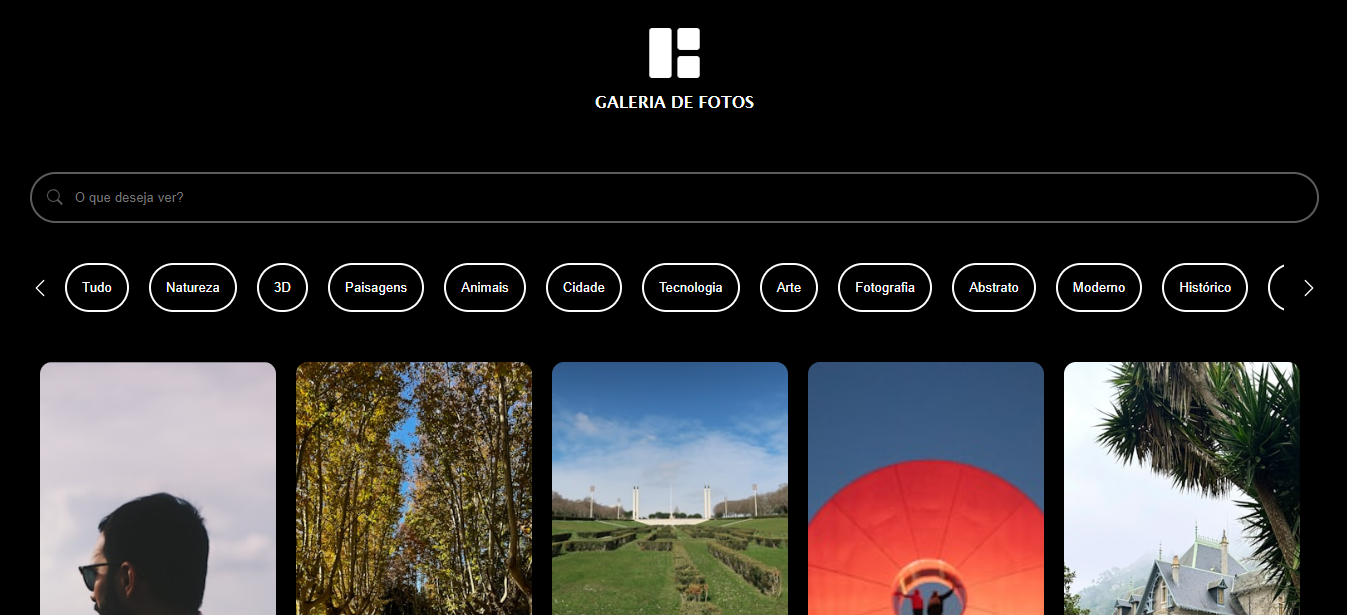 GALERIA DE FOTOS
O que deseja ver?
Tudo Natureza 3D Paisagens Animais Cidade Tecnologia Arte Fotografia Abstrato Moderno Histórico